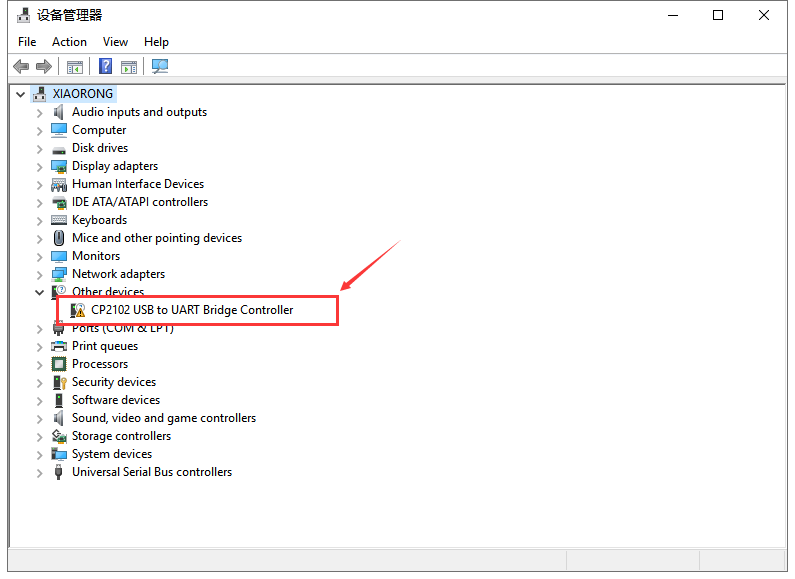 设备管理器
File Action View Help
XIAORONG
Audio inputs and outputs
Computer
Disk drives
Display adapters
Human Interface Devices
IDE ATA/ATAPI controllers
Keyboards
Mice and other pointing devices
Monitors
Network adapters
Other devices
CP2102 USB to UART Bridge Controller
Ports (COM & LPT)
Print queues
Processors
Security devices
Software devices
Sound, video and game controllers
Storage controllers
System devices
Universal Serial Bus controllers